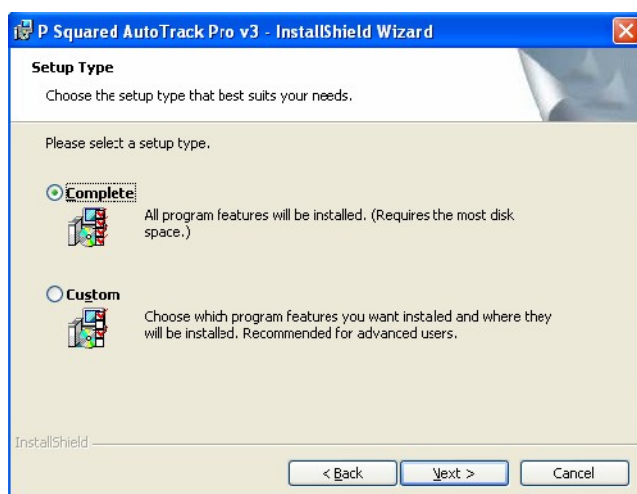 P Squared AutoTrack Pro v3 - InstallShield Wizard
Setup Type
Choose the setup type that best suits your needs.
Please select a setup type.
Complete
All program features will be installed. (Requires the most disk
space.)
Custom
Choose which program features you want installed and where they
will be installed. Recommended for advanced users.
InstallShield
< Back
Next >
Cancel